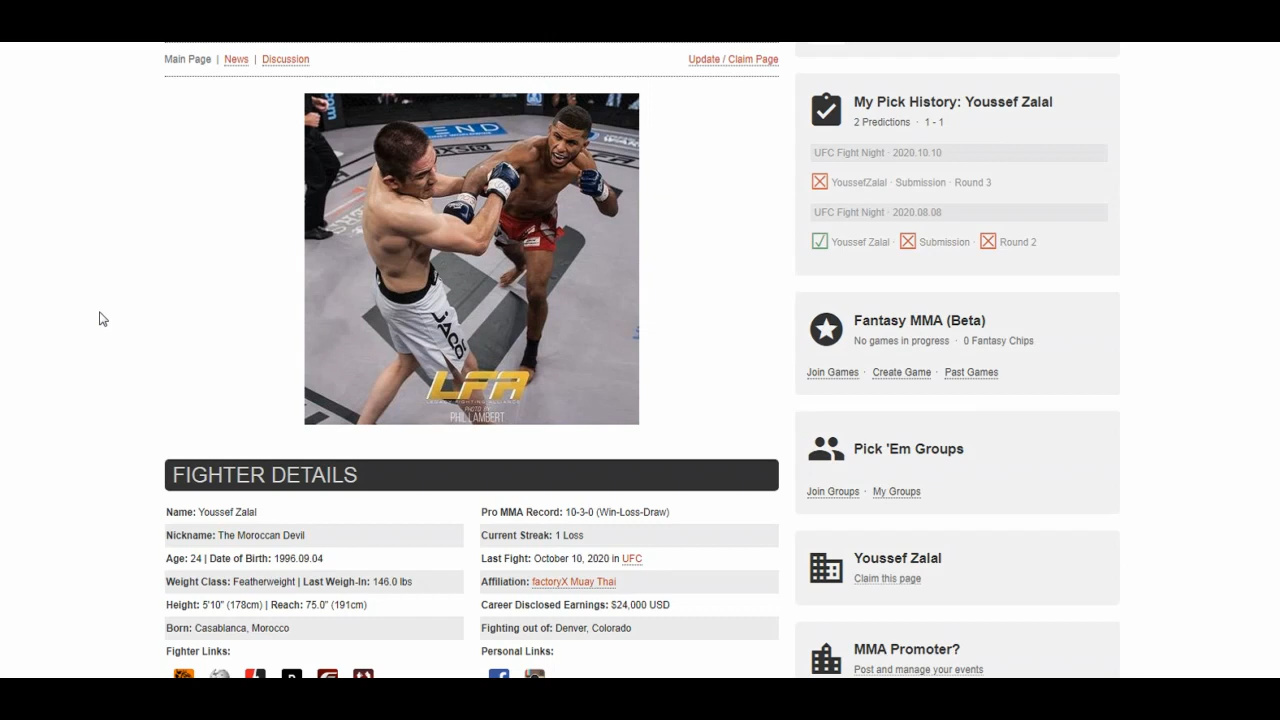 Main Page | News | Discussion
Update / Claim Page
END
JACO
LFA
LEGACY FIGHTING ALLIANCE
PHOTO BY
PHIL LAMBERT
FIGHTER DETAILS
Name: Youssef Zalal
Nickname: The Moroccan Devil
Age: 24 | Date of Birth: 1996.09.04
Weight Class: Featherweight | Last Weigh-In: 146.0 lbs
Height: 5'10" (178cm) | Reach: 75.0" (191cm)
Born: Casablanca, Morocco
Fighter Links:
Pro MMA Record: 10-3-0 (Win-Loss-Draw)
Current Streak: 1 Loss
Last Fight: October 10, 2020 in UFC
Affiliation: factoryX Muay Thai
Career Disclosed Earnings: $24,000 USD
Fighting out of: Denver, Colorado
Personal Links:
My Pick History: Youssef Zalal
2 Predictions · 1 - 1
UFC Fight Night · 2020.10.10
YoussefZalal · Submission · Round 3
UFC Fight Night · 2020.08.08
Youssef Zalal · Submission · Round 2
Fantasy MMA (Beta)
No games in progress · 0 Fantasy Chips
Join Games · Create Game · Past Games
Pick 'Em Groups
Join Groups · My Groups
Youssef Zalal
Claim this page
MMA Promoter?
Post and manage your events